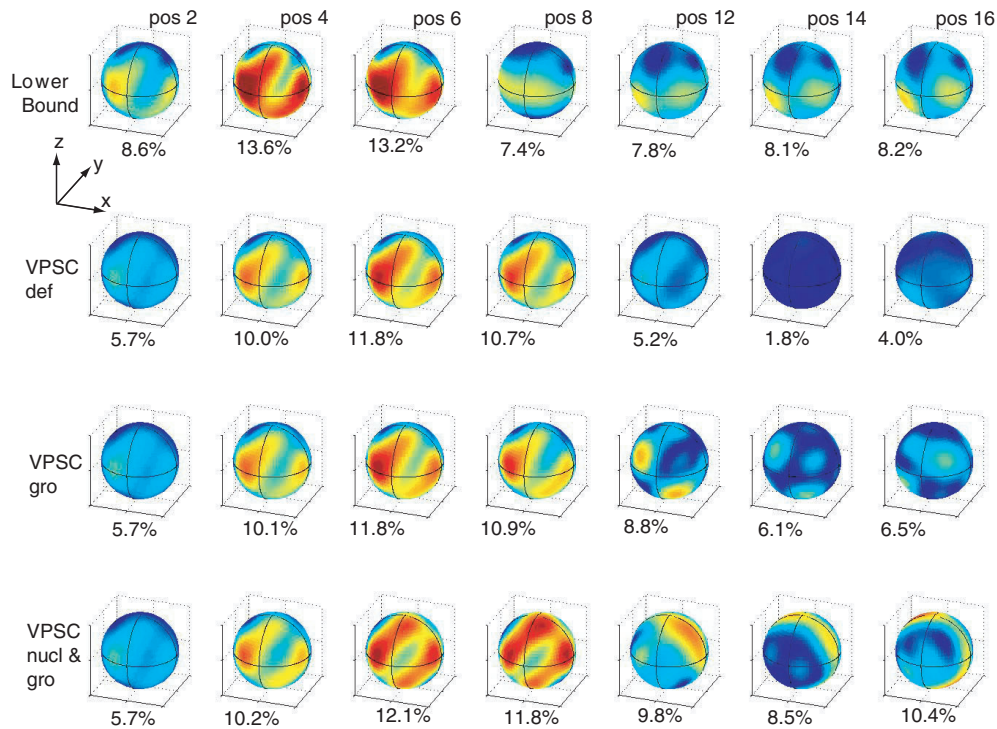 pos 2 pos 4 pos 6 pos 8 pos 12 pos 14 pos 16
Lower
Bound
8.6% 13.6% 13.2% 7.4% 7.8% 8.1% 8.2%
z
y
x
VPSC
def
5.7% 10.0% 11.8% 10.7% 5.2% 1.8% 4.0%
VPSC
gro
5.7% 10.1% 11.8% 10.9% 8.8% 6.1% 6.5%
VPSC
nucl &
gro
5.7% 10.2% 12.1% 11.8% 9.8% 8.5% 10.4%